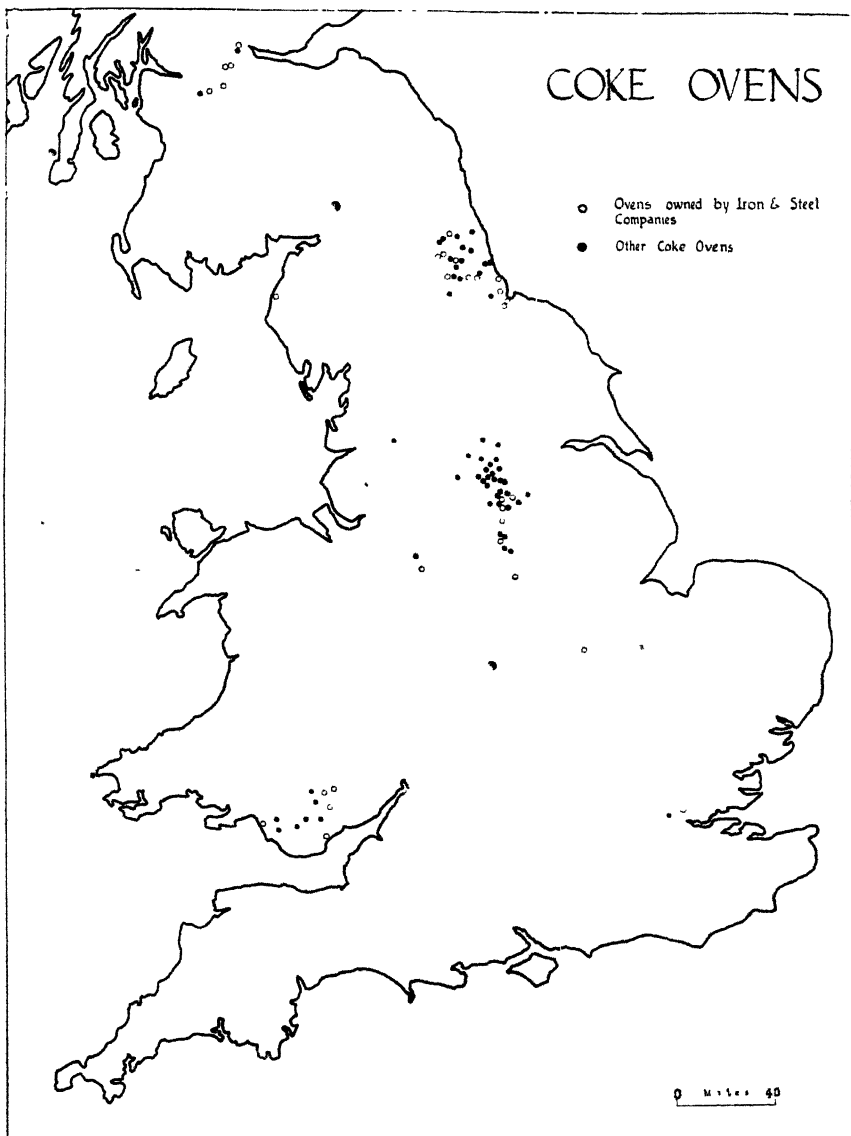 COKE OVENS
Ovens owned by Iron & Steel
Companies
Other Coke Ovens
0 Miles 40